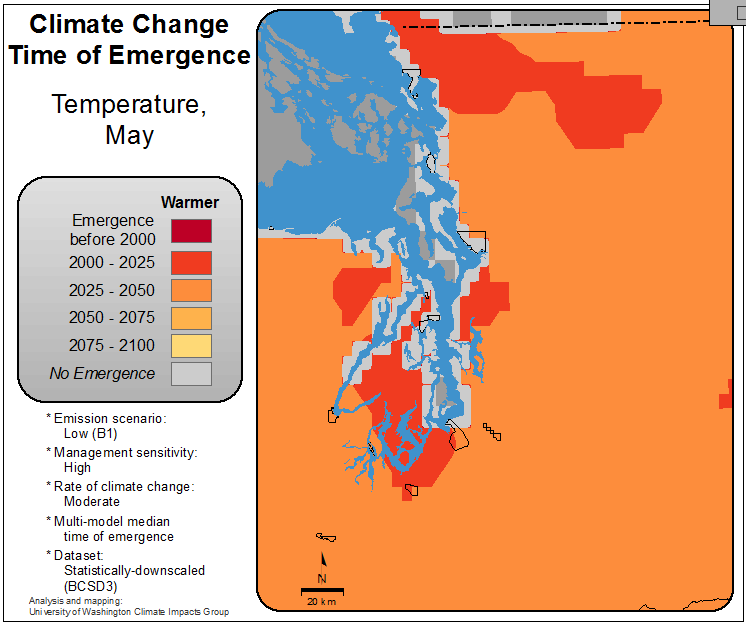 Climate Change
Time of Emergence
Temperature,
May
Warmer
Emergence
before 2000
2000 - 2025
2025 - 2050
2050 - 2075
2075 - 2100
No Emergence
* Emission scenario:
Low (B1)
* Management sensitivity:
High
* Rate of climate change:
Moderate
* Multi-model median
time of emergence
* Dataset:
Statistically-downscaled
(BCSD3)
Analysis and mapping:
University of Washington Climate Impacts Group
N
20 km